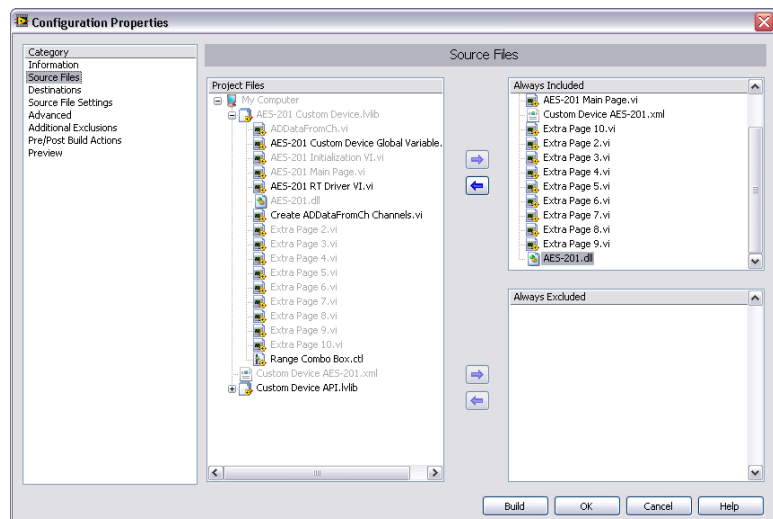 Configuration Properties
Category
Information
Source Files
Destinations
Source File Settings
Advanced
Additional Exclusions
Pre/Post Build Actions
Preview
Source Files
Project Files
My Computer
AES-201 Custom Device.lvlib
ADDataFromCh.vi
AES-201 Custom Device Global Variable.
AES-201 Initialization VI.vi
AES-201 Main Page.vi
AES-201 RT Driver VI.vi
AES-201.dll
Create ADDataFromCh Channels.vi
Extra Page 2.vi
Extra Page 3.vi
Extra Page 4.vi
Extra Page 5.vi
Extra Page 6.vi
Extra Page 7.vi
Extra Page 8.vi
Extra Page 9.vi
Extra Page 10.vi
Range Combo Box.ctl
Custom Device AES-201.xml
Custom Device API.lvlib
Always Included
AES-201 Main Page.vi
Custom Device AES-201.xml
Extra Page 10.vi
Extra Page 2.vi
Extra Page 3.vi
Extra Page 4.vi
Extra Page 5.vi
Extra Page 6.vi
Extra Page 7.vi
Extra Page 8.vi
Extra Page 9.vi
AES-201.dll
Always Excluded
Build
OK
Cancel
Help